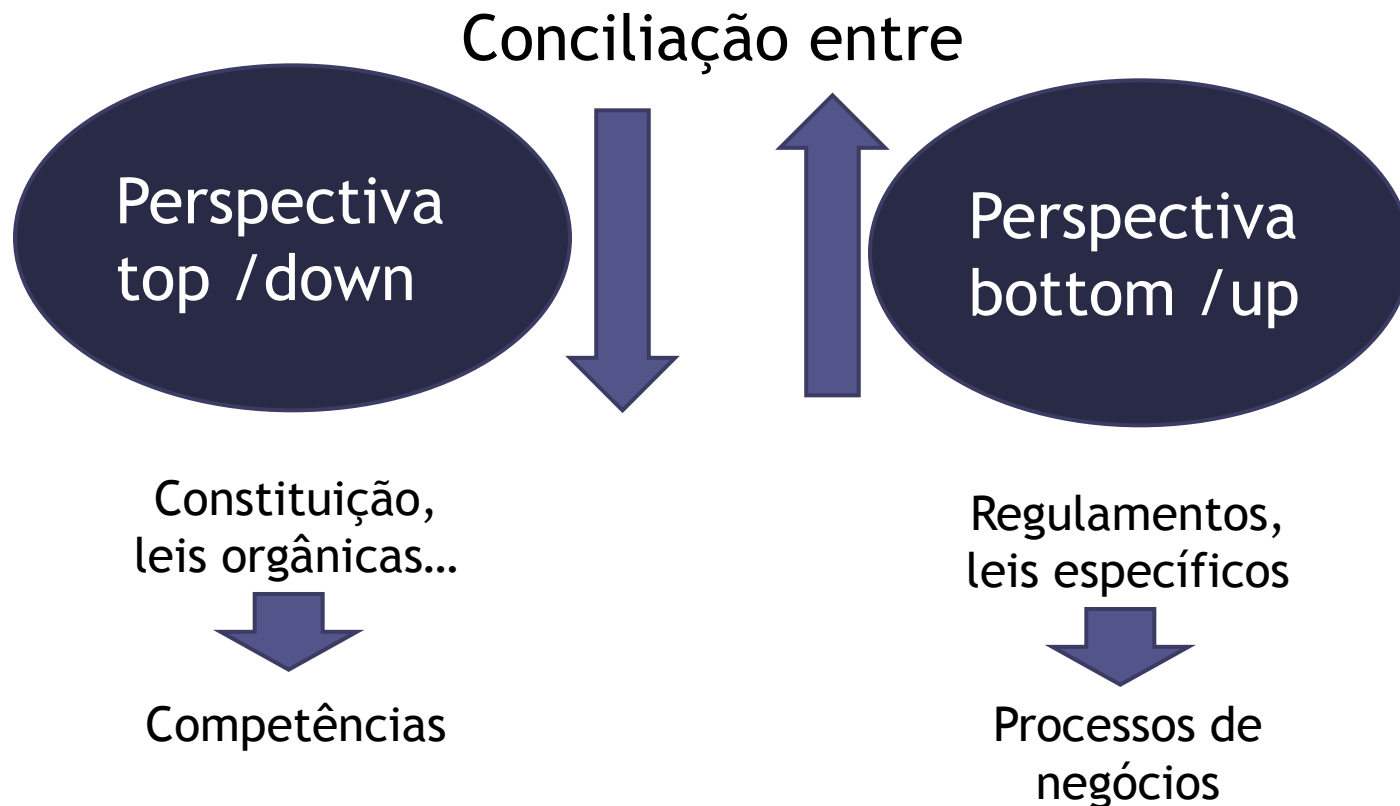 Conciliação entre
Perspectiva
top /down
Perspectiva
bottom /up
Constituição,
leis orgânicas…
Competências
Regulamentos,
leis específicos
Processos de
negócios